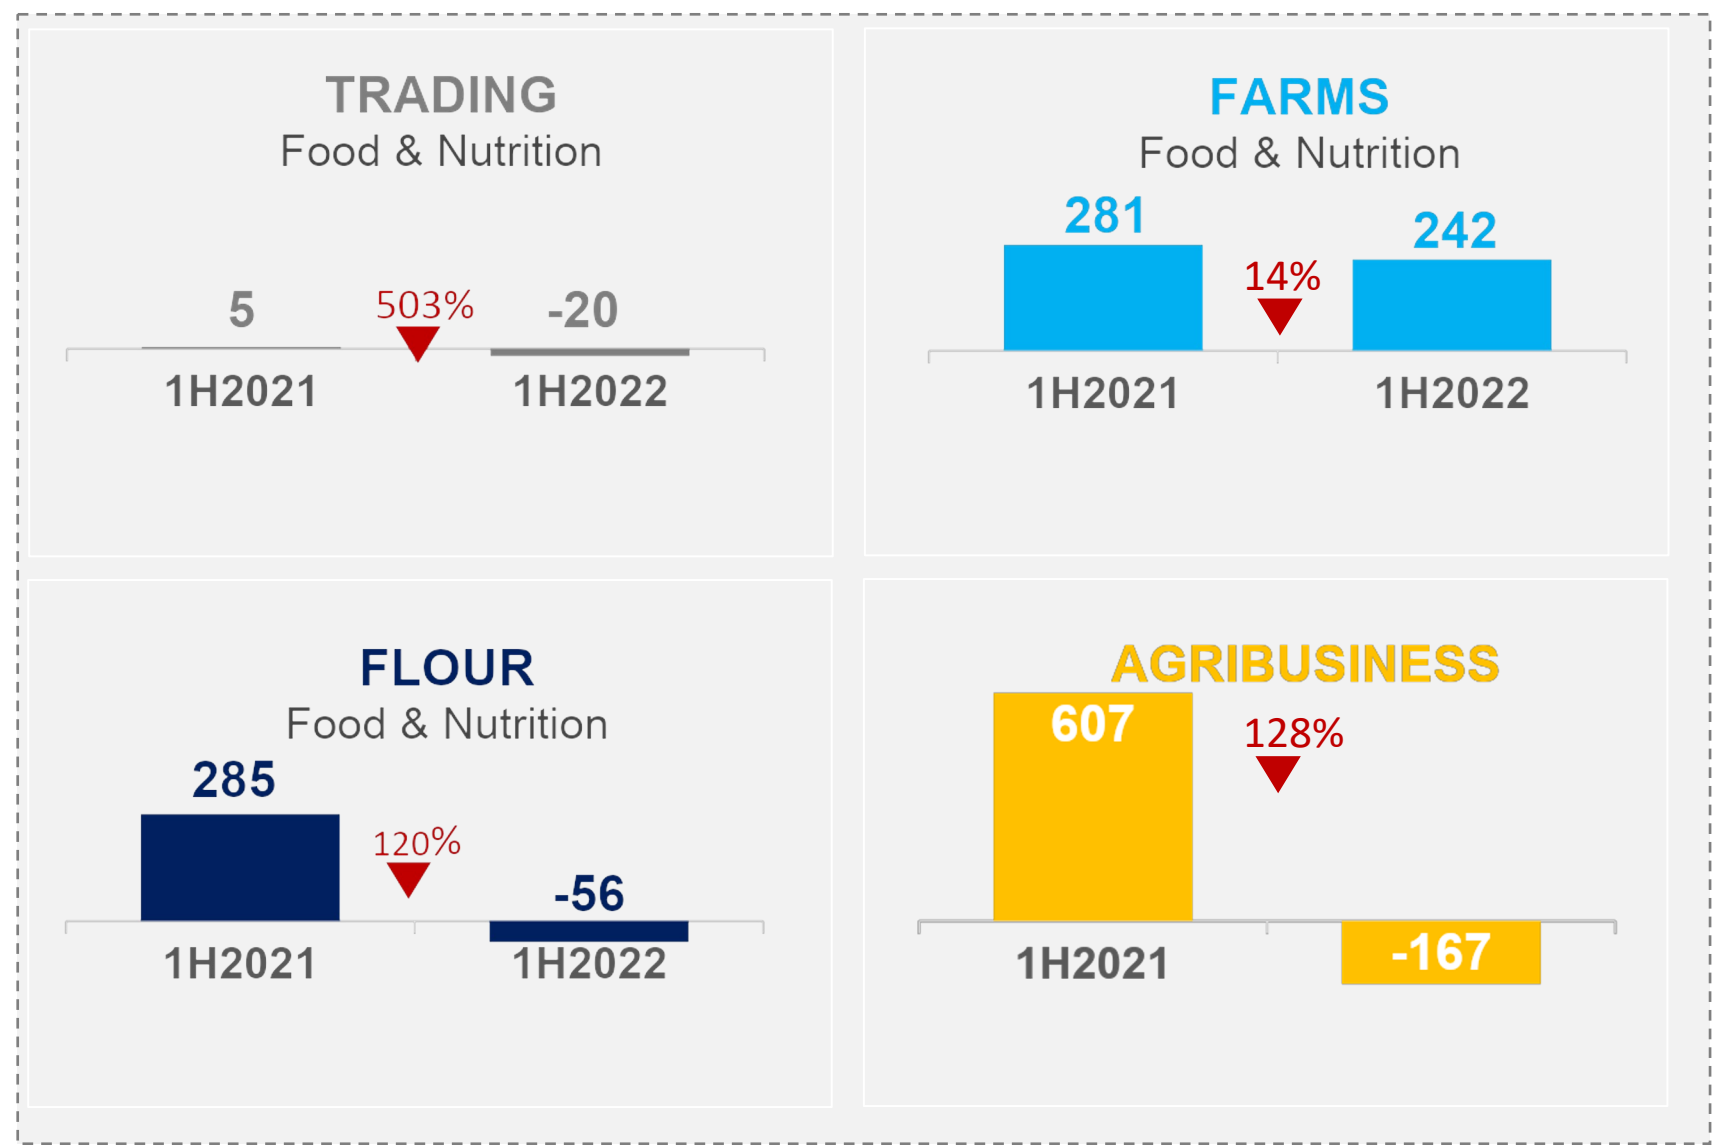 TRADING
Food & Nutrition
5
503%
-20
1H2021
1H2022
FARMS
Food & Nutrition
281
14%
242
1H2021
1H2022
FLOUR
Food & Nutrition
285
120%
-56
1H2021
1H2022
AGRIBUSINESS
607
128%
1H2021
-167